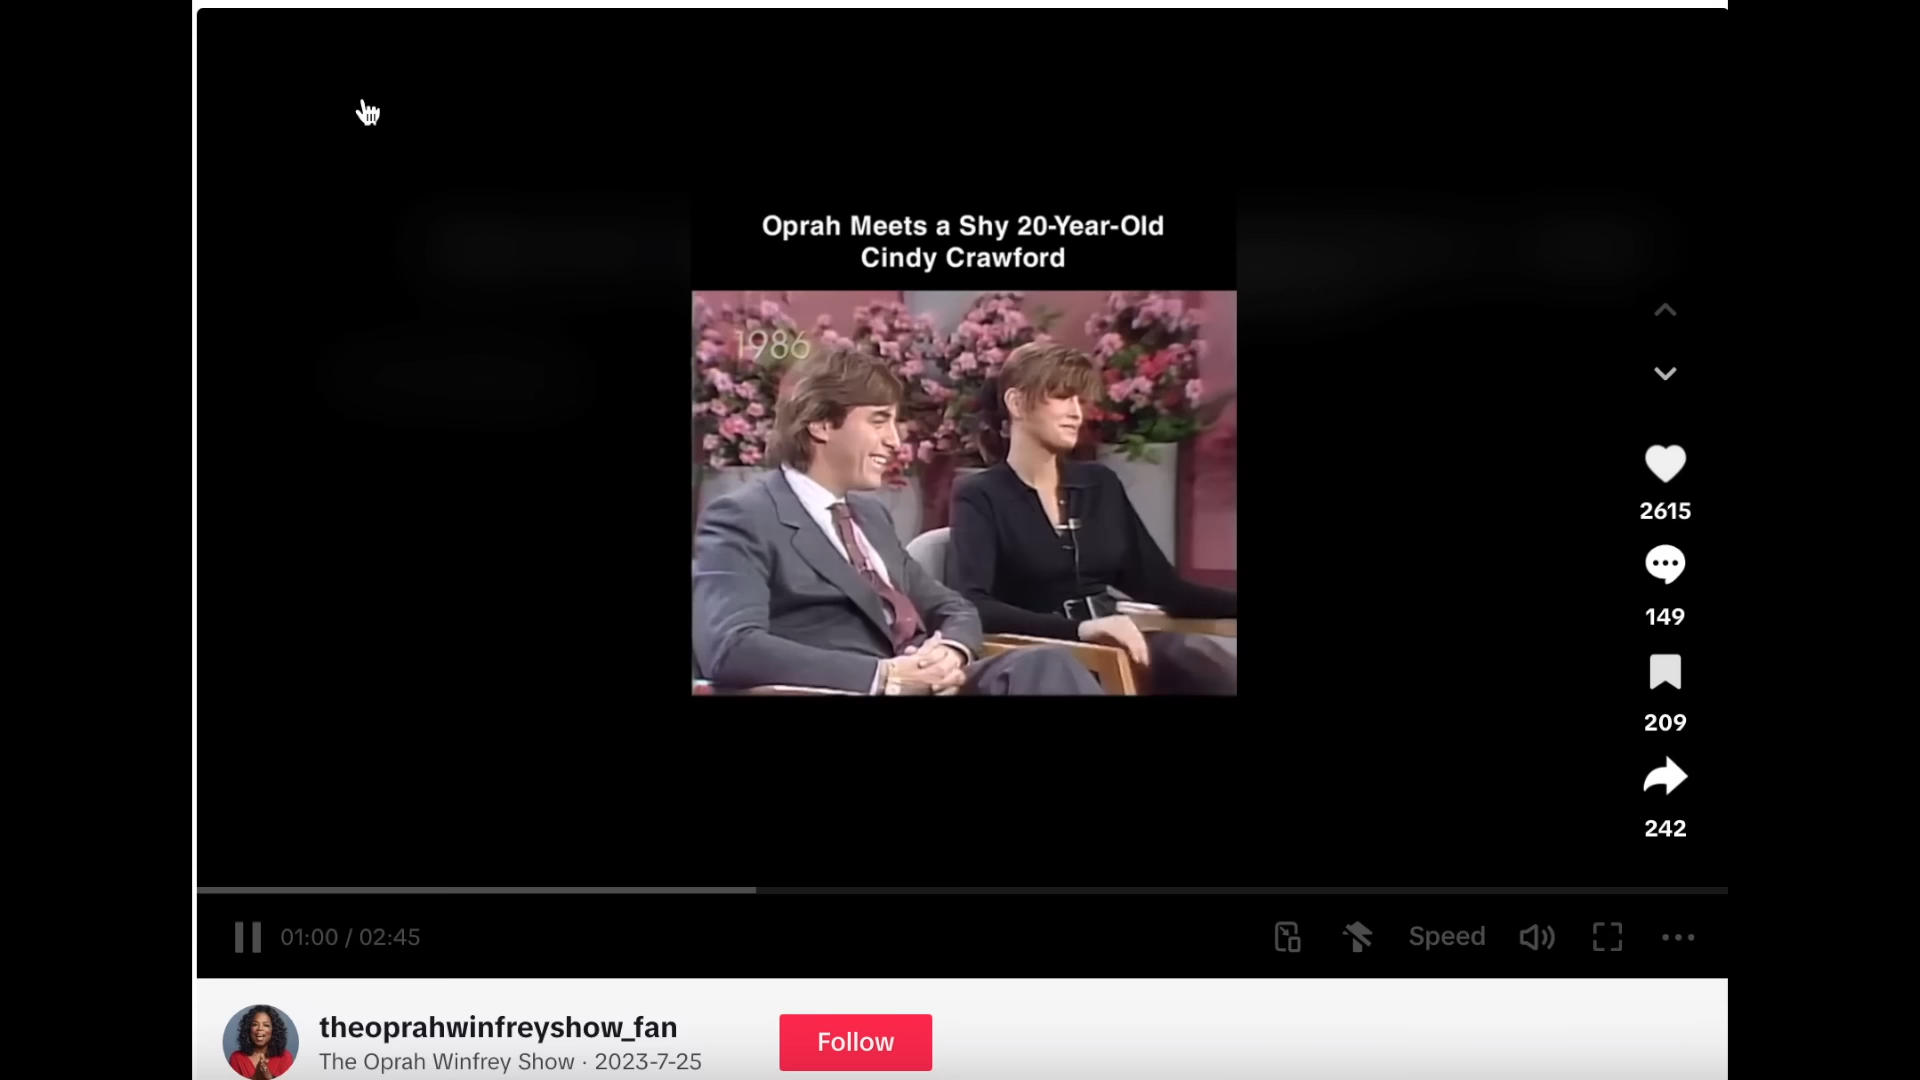 Oprah Meets a Shy 20-Year-Old
Cindy Crawford
1986
2615
149
209
242
01:00 / 02:45
Speed
theoprahwinfreyshow_fan
The Oprah Winfrey Show · 2023-7-25
Follow